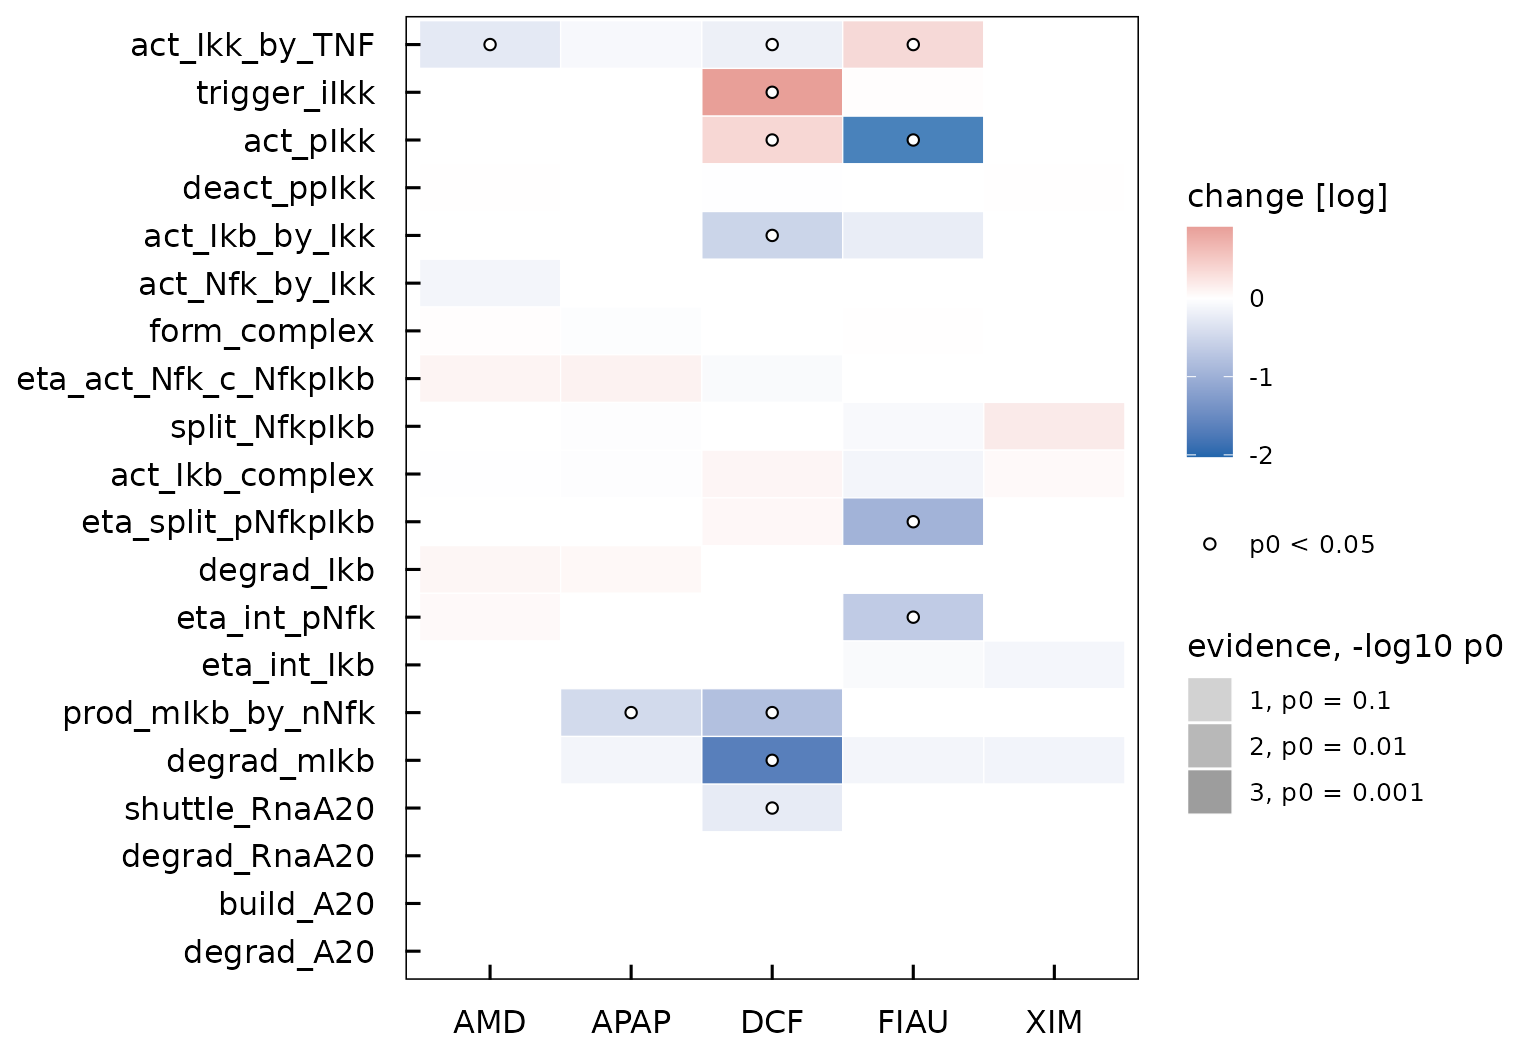 act_Ikk_by_TNF
trigger_iIkk
act_pIkk
deact_ppIkk
act_Ikb_by_Ikk
act_Nfk_by_Ikk
form_complex
eta_act_Nfk_c_NfkpIkb
split_NfkpIkb
act_Ikb_complex
eta_split_pNfkpIkb
degrad_Ikb
eta_int_pNfk
eta_int_Ikb
prod_mIkb_by_nNfk
degrad_mIkb
shuttle_RnaA20
degrad_RnaA20
build_A20
degrad_A20
AMD APAP DCF FIAU XIM
change [log]
0
-1
-2
p0 < 0.05
evidence, -log10 p0
1, p0 = 0.1
2, p0 = 0.01
3, p0 = 0.001